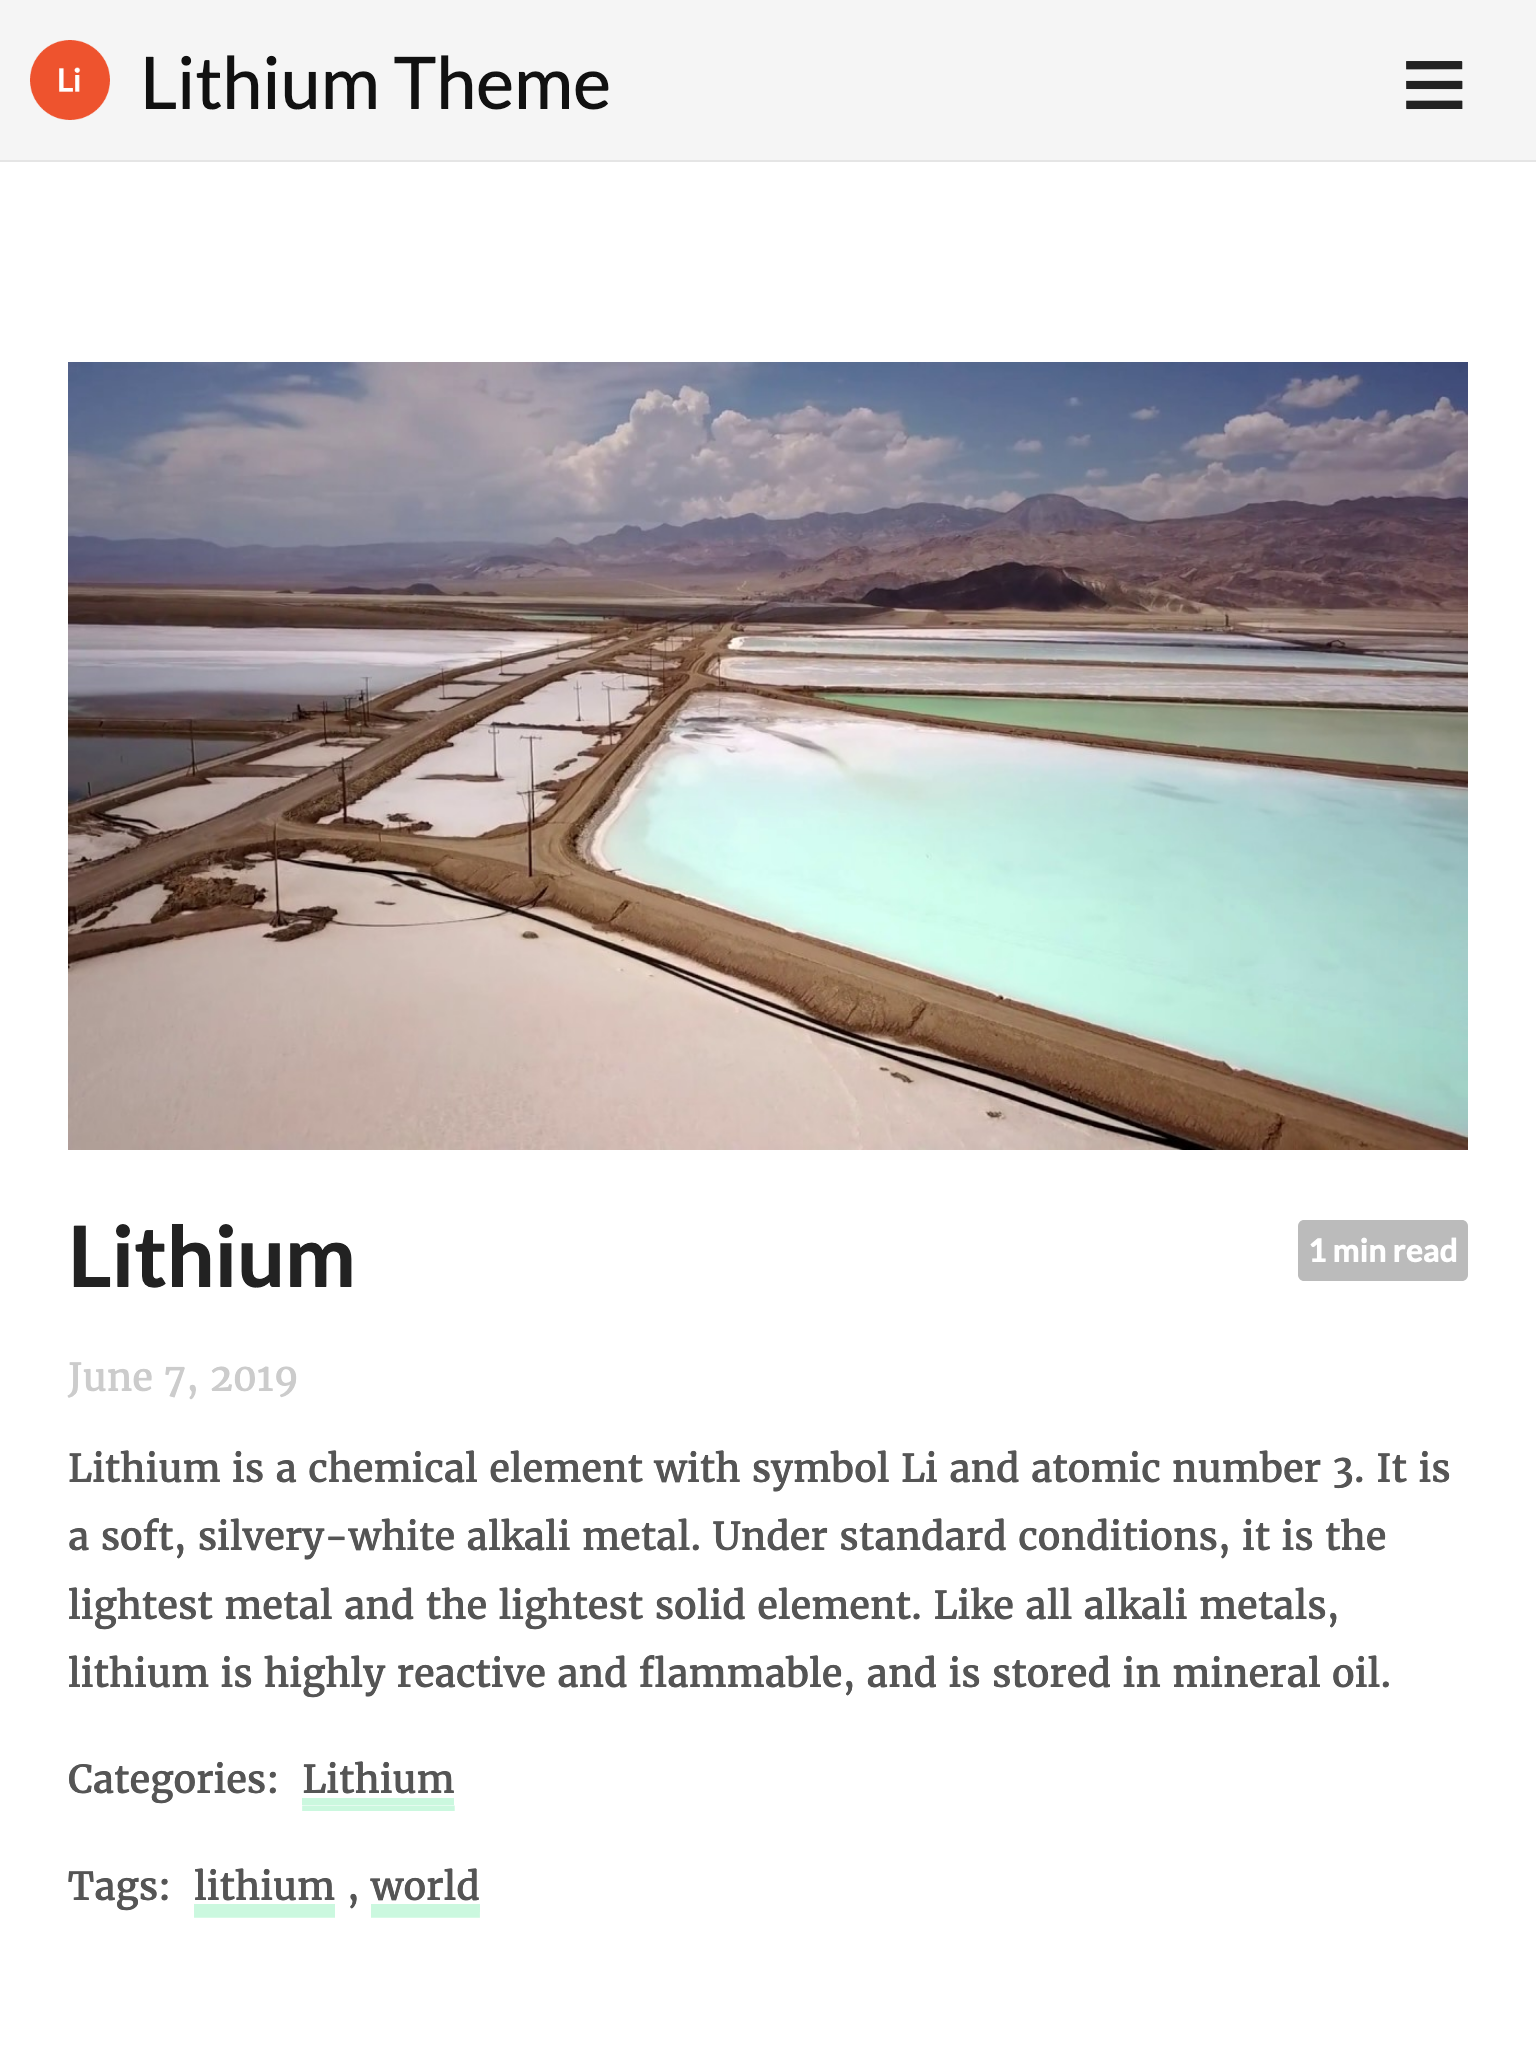 Li
Lithium Theme
Lithium
1 min read
June 7, 2019
Lithium is a chemical element with symbol Li and atomic number 3. It is
a soft, silvery-white alkali metal. Under standard conditions, it is the
lightest metal and the lightest solid element. Like all alkali metals,
lithium is highly reactive and flammable, and is stored in mineral oil.
Categories: Lithium
Tags: lithium , world